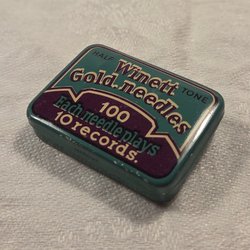 HALF TONE
Winett
Gold.needles
100
Each needle plays
10 records.